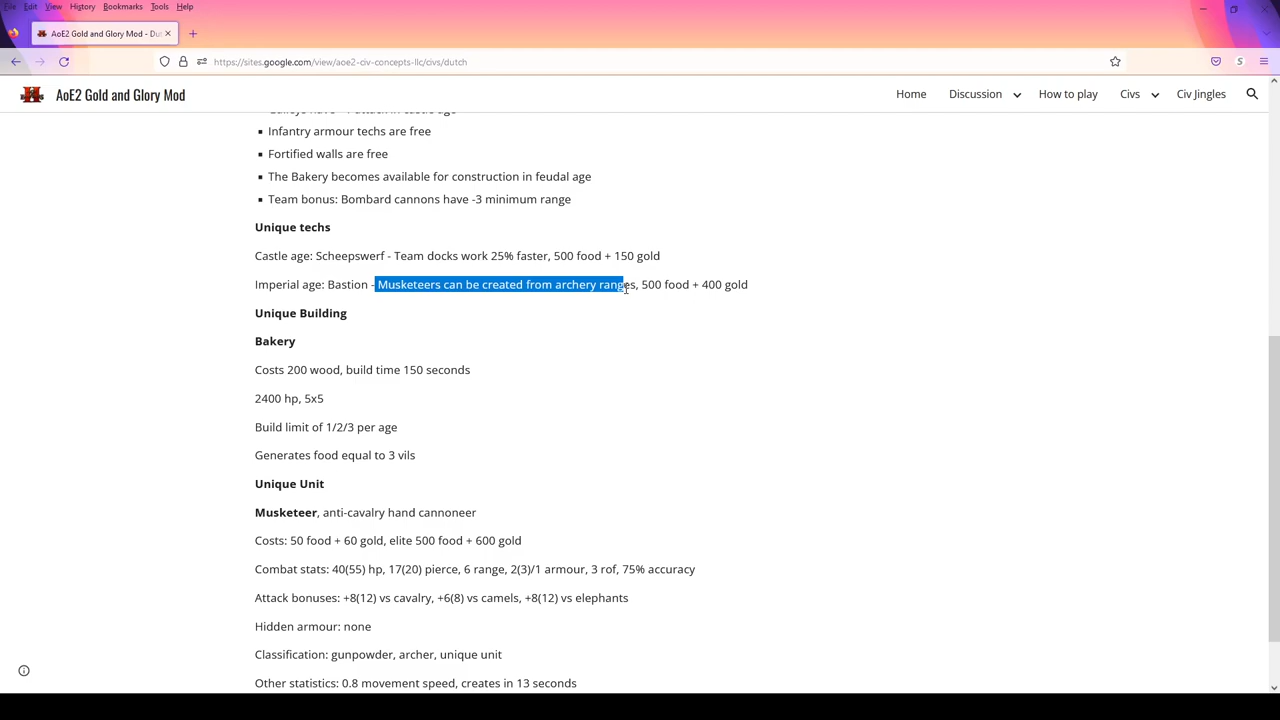 File Edit View History Bookmarks Tools Help
AoE2 Gold and Glory Mod - Du
https://sites.google.com/view/aoe2-civ-concepts-llc/civs/dutch
AoE2 Gold and Glory Mod
Home Discussion How to play Civs Civ Jingles
Infantry armour techs are free
Fortified walls are free
The Bakery becomes available for construction in feudal age
Team bonus: Bombard cannons have -3 minimum range
Unique techs
Castle age: Scheepswerf - Team docks work 25% faster, 500 food + 150 gold
Imperial age: Bastion - Musketeers can be created from archery ranges, 500 food + 400 gold
Unique Building
Bakery
Costs 200 wood, build time 150 seconds
2400 hp, 5x5
Build limit of 1/2/3 per age
Generates food equal to 3 vils
Unique Unit
Musketeer, anti-cavalry hand cannoneer
Costs: 50 food + 60 gold, elite 500 food + 600 gold
Combat stats: 40(55) hp, 17(20) pierce, 6 range, 2(3)/1 armour, 3 rof, 75% accuracy
Attack bonuses: +8(12) vs cavalry, +6(8) vs camels, +8(12) vs elephants
Hidden armour: none
Classification: gunpowder, archer, unique unit
Other statistics: 0.8 movement speed, creates in 13 seconds